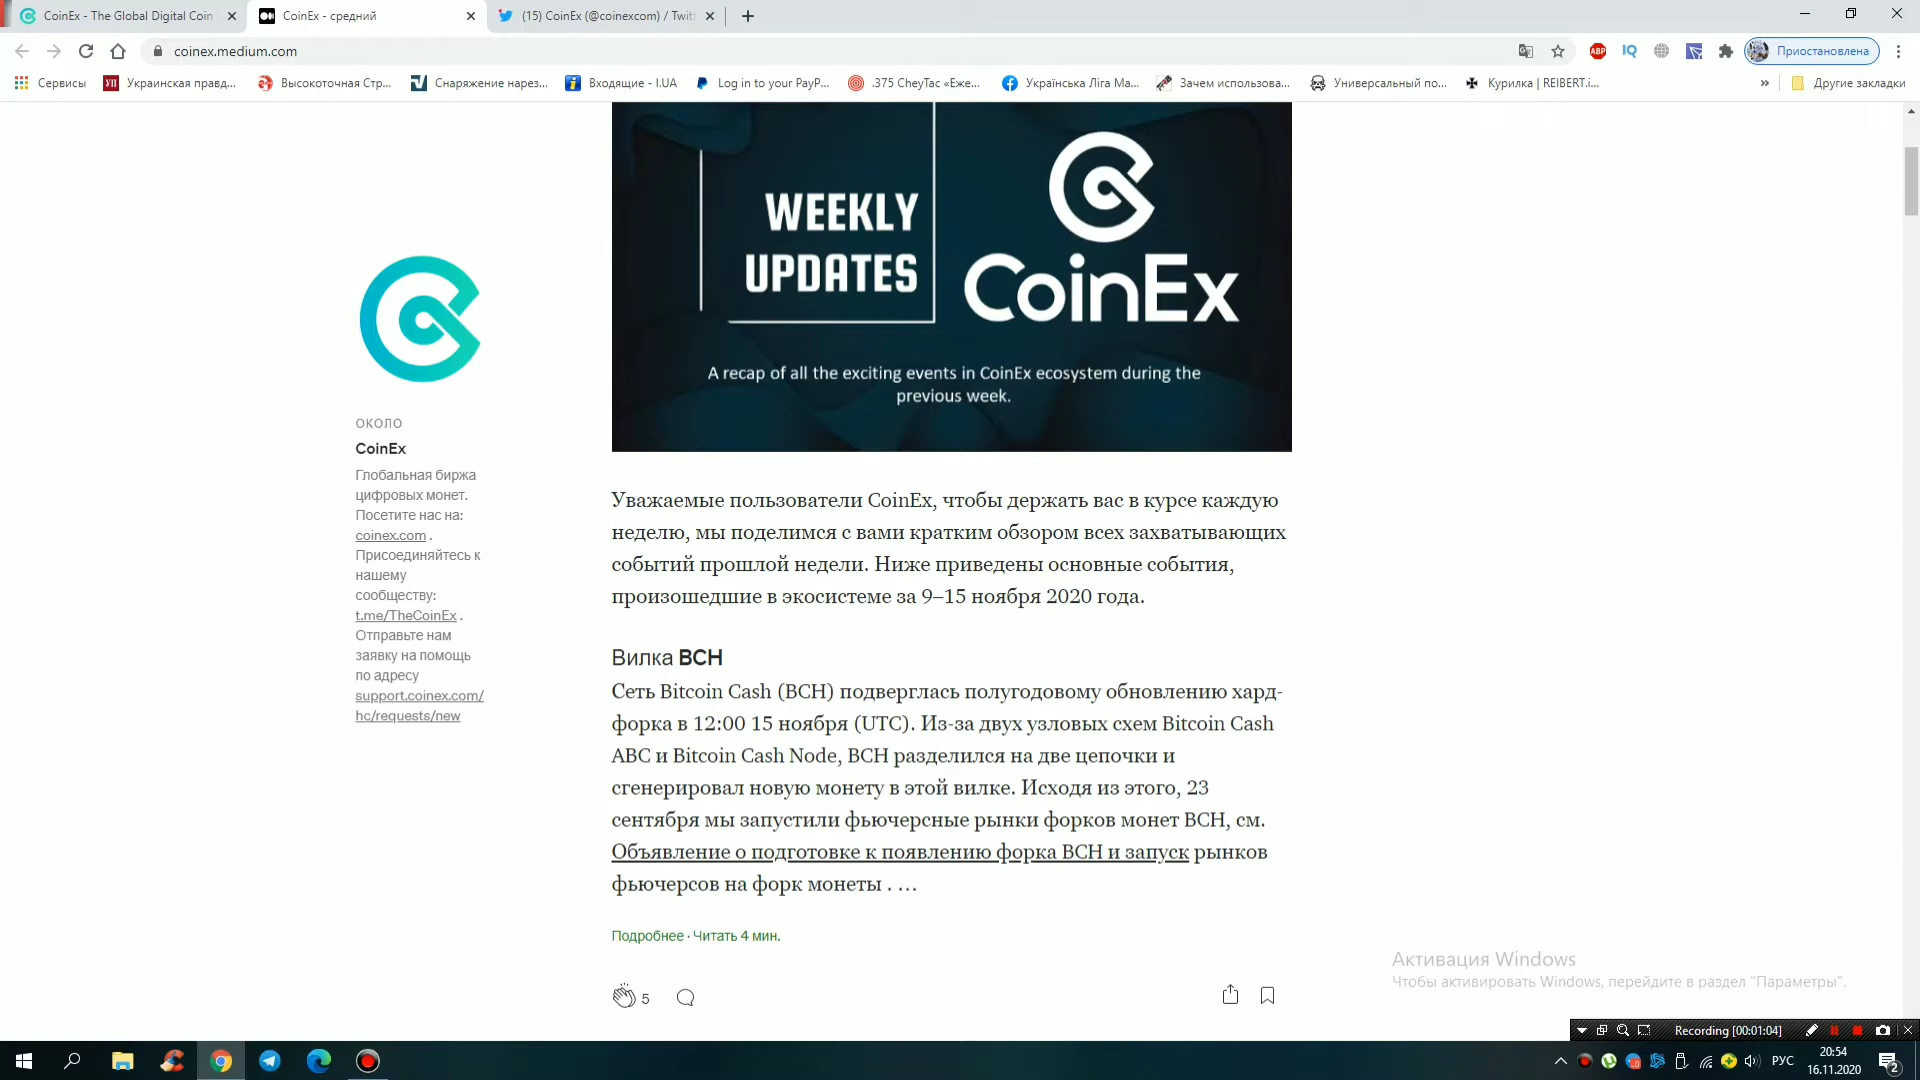 CoinEx - The Global Digital Coin
CoinEx - средний
(15) CoinEx (@coinexcom) / Twit
coinex.medium.com
ABP
IQ
Приостановлена
Сервисы
УП
Украинская правд...
Высокоточная Стр...
Снаряжение нарез...
Входящие - I.UA
Log in to your PayP...
.375 CheyTac «Еже...
Українська Ліга Ма...
Зачем использова...
Универсальный по...
Курилка | REIBERT.i...
»
Другие закладки
WEEKLY
UPDATES
CoinEx
A recap of all the exciting events in CoinEx ecosystem during the
previous week.
ОКОЛО
CoinEx
Глобальная биржа
цифровых монет.
Посетите нас на:
coinex.com .
Присоединяйтесь к
нашему
сообществу:
t.me/TheCoinEx .
Отправьте нам
заявку на помощь
по адресу
support.coinex.com/
hc/requests/new
Уважаемые пользователи CoinEx, чтобы держать вас в курсе каждую
неделю, мы поделимся с вами кратким обзором всех захватывающих
событий прошлой недели. Ниже приведены основные события,
произошедшие в экосистеме за 9–15 ноября 2020 года.
Вилка BCH
Сеть Bitcoin Cash (BCH) подверглась полугодовому обновлению хард-
форка в 12:00 15 ноября (UTC). Из-за двух узловых схем Bitcoin Cash
ABC и Bitcoin Cash Node, BCH разделился на две цепочки и
сгенерировал новую монету в этой вилке. Исходя из этого, 23
сентября мы запустили фьючерсные рынки форков монет BCH, см.
Объявление о подготовке к появлению форка BCH и запуск рынков
фьючерсов на форк монеты . …
Подробнее · Читать 4 мин.
5
Активация Windows
Чтобы активировать Windows, перейдите в раздел "Параметры".
Recording [00:01:04]
РУС
20:54
16.11.2020
2